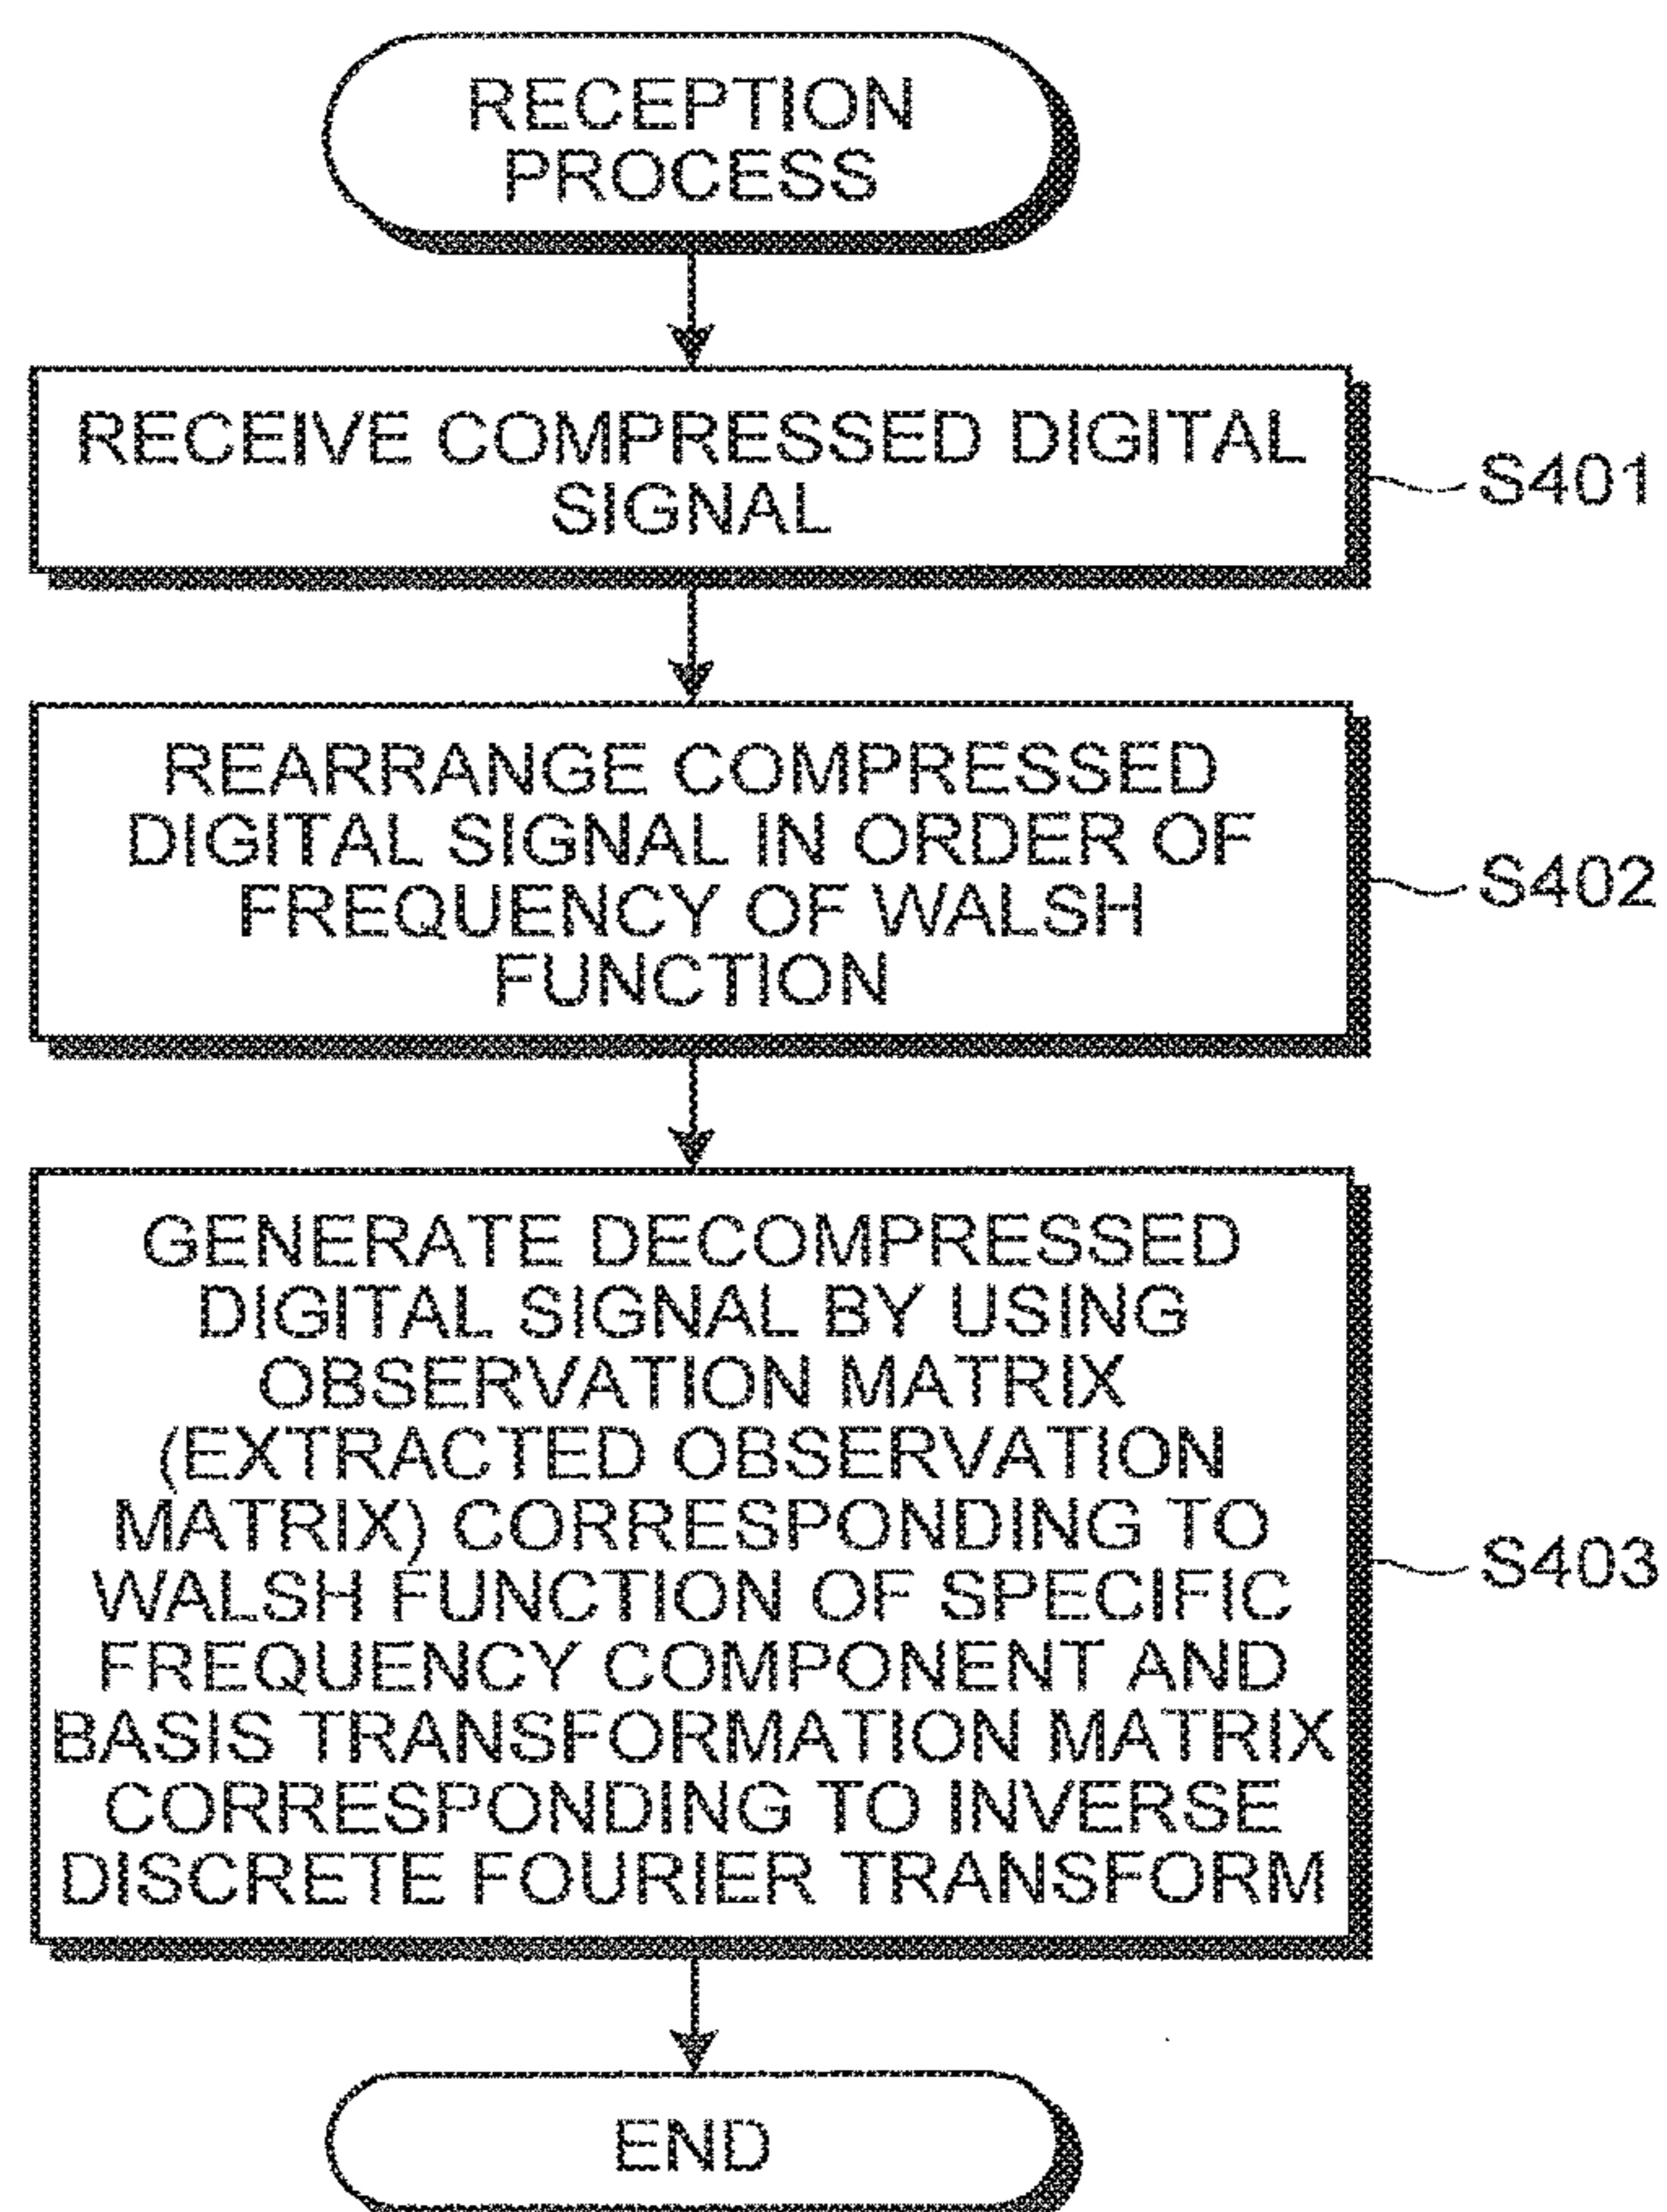 RECEPTION
PROCESS
RECEIVE COMPRESSED DIGITAL
SIGNAL
S401
REARRANGE COMPRESSED
DIGITAL SIGNAL IN ORDER OF
FREQUENCY OF WALSH
FUNCTION
S402
GENERATE DECOMPRESSED
DIGITAL SIGNAL BY USING
OBSERVATION MATRIX
(EXTRACTED OBSERVATION
MATRIX) CORRESPONDING TO
WALSH FUNCTION OF SPECIFIC
FREQUENCY COMPONENT AND
BASIS TRANSFORMATION MATRIX
CORRESPONDING TO INVERSE
DISCRETE FOURIER TRANSFORM
S403
END